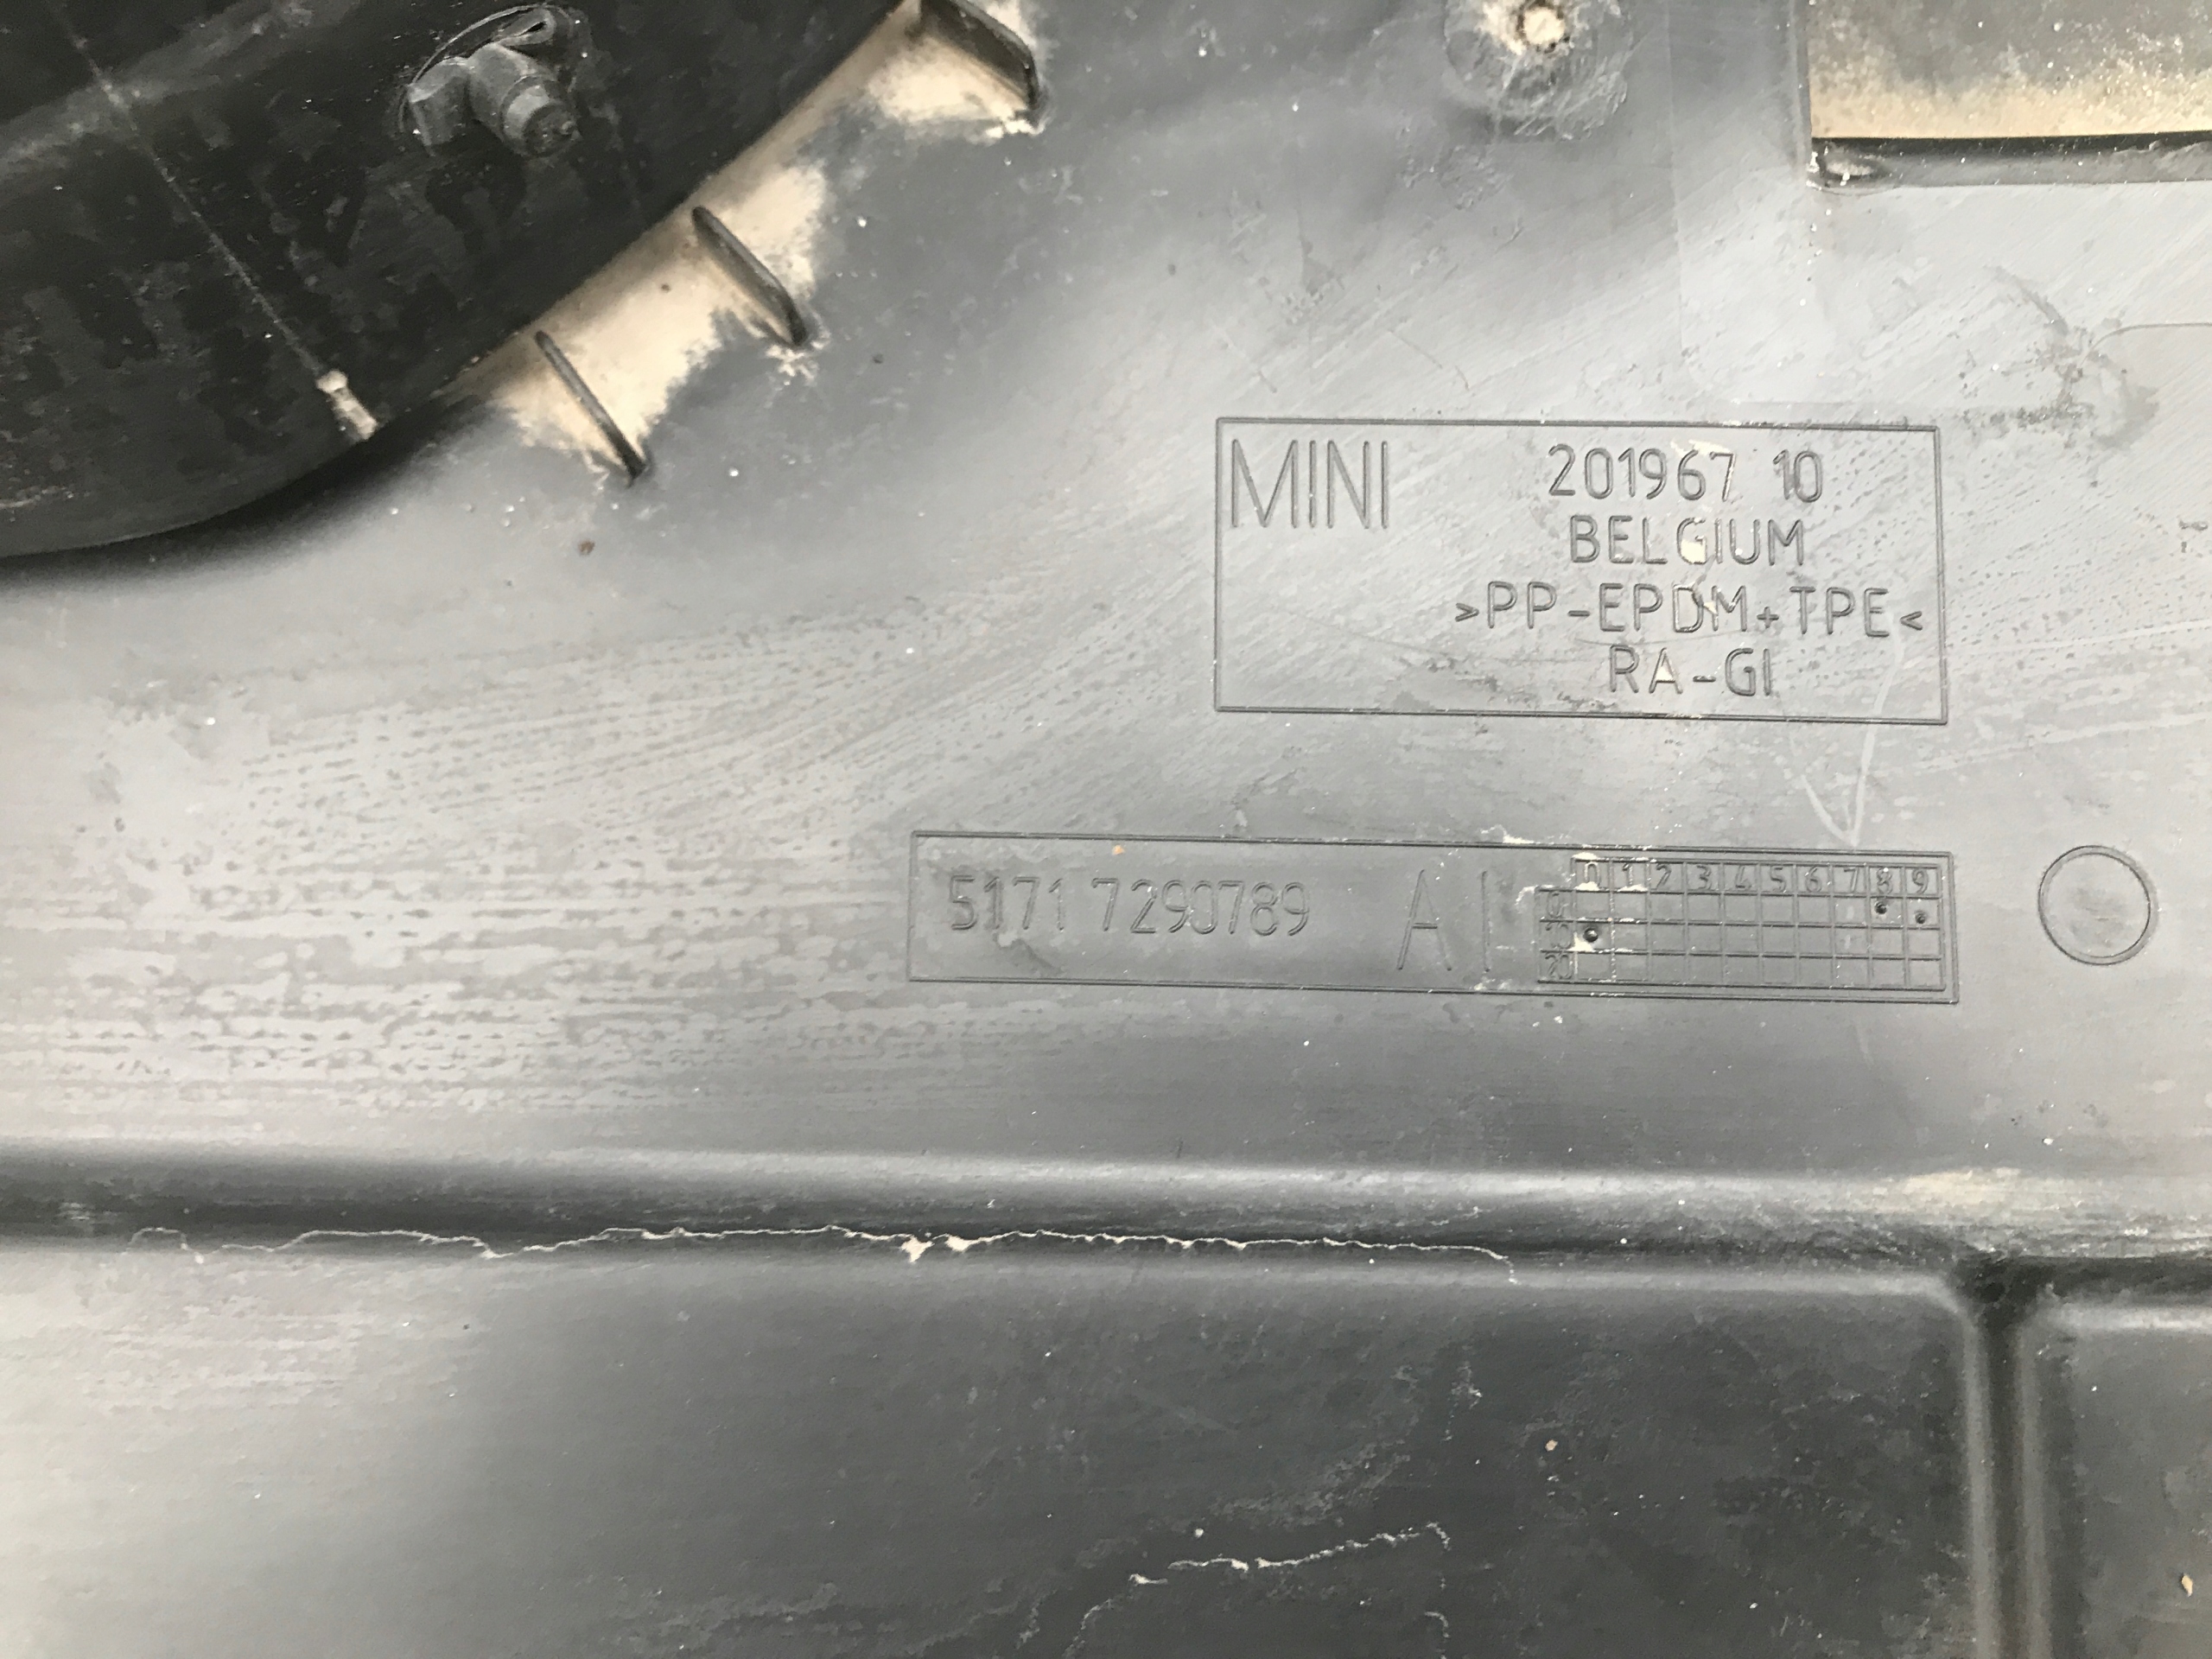 MINI 201967 10
BELGIUM
>PP-EPDM+TPE<
RA-GI
5171 7290789 AI
0 1 2 3 4 5 6 7 8 9
0
10
20